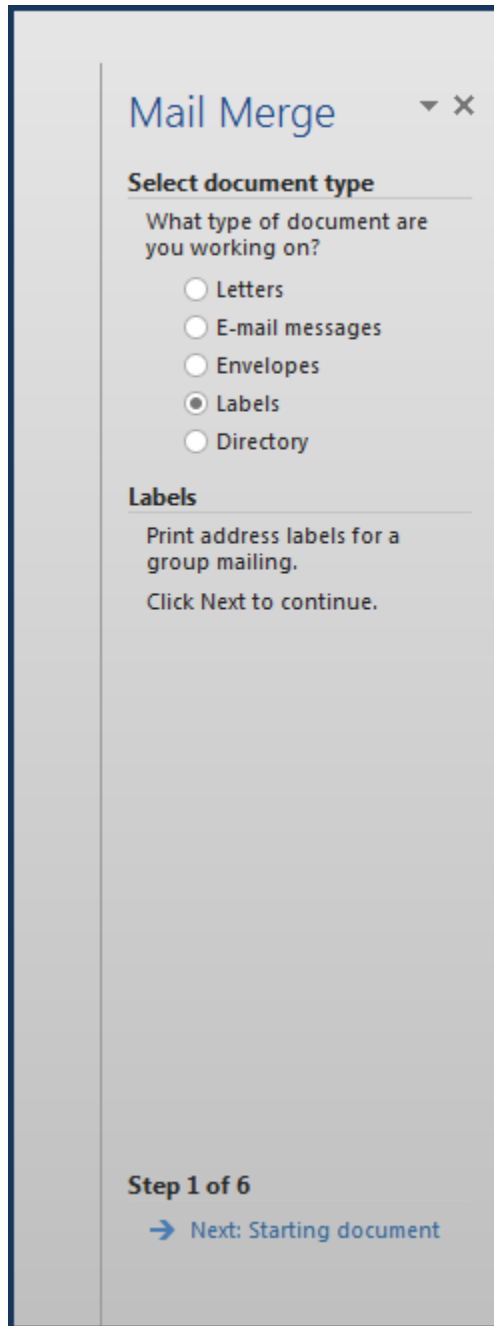 Mail Merge
Select document type
What type of document are
you working on?
Letters
E-mail messages
Envelopes
Labels
Directory
Labels
Print address labels for a
group mailing.
Click Next to continue.
Step 1 of 6
Next: Starting document